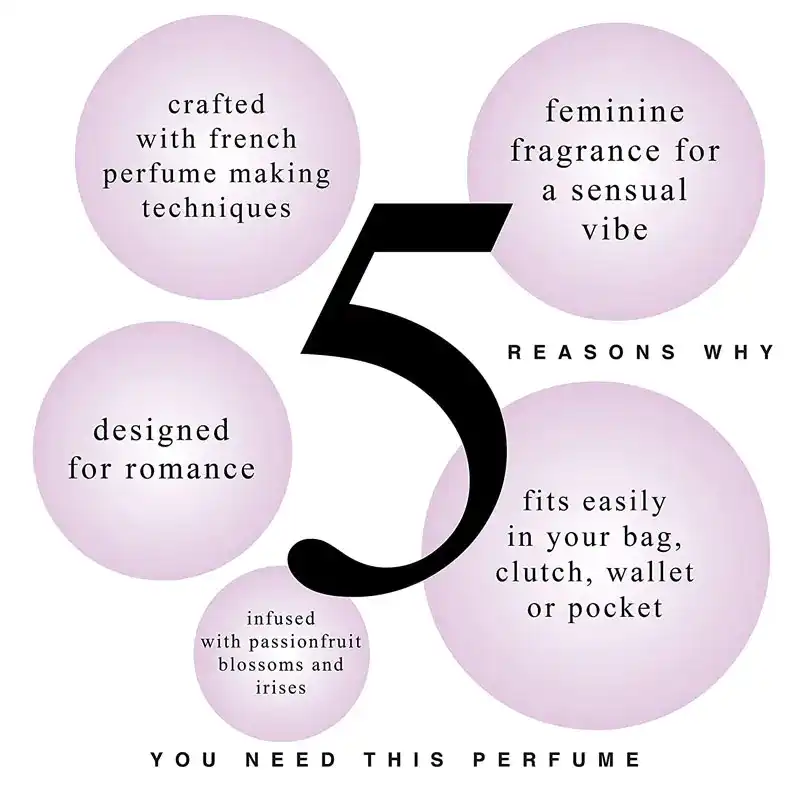 crafted
with french
perfume making
techniques
feminine
fragrance for
a sensual
vibe
5
REASONS WHY
designed
for romance
fits easily
in your bag,
clutch, wallet
or pocket
infused
with passionfruit
blossoms and
irises
YOU NEED THIS PERFUME